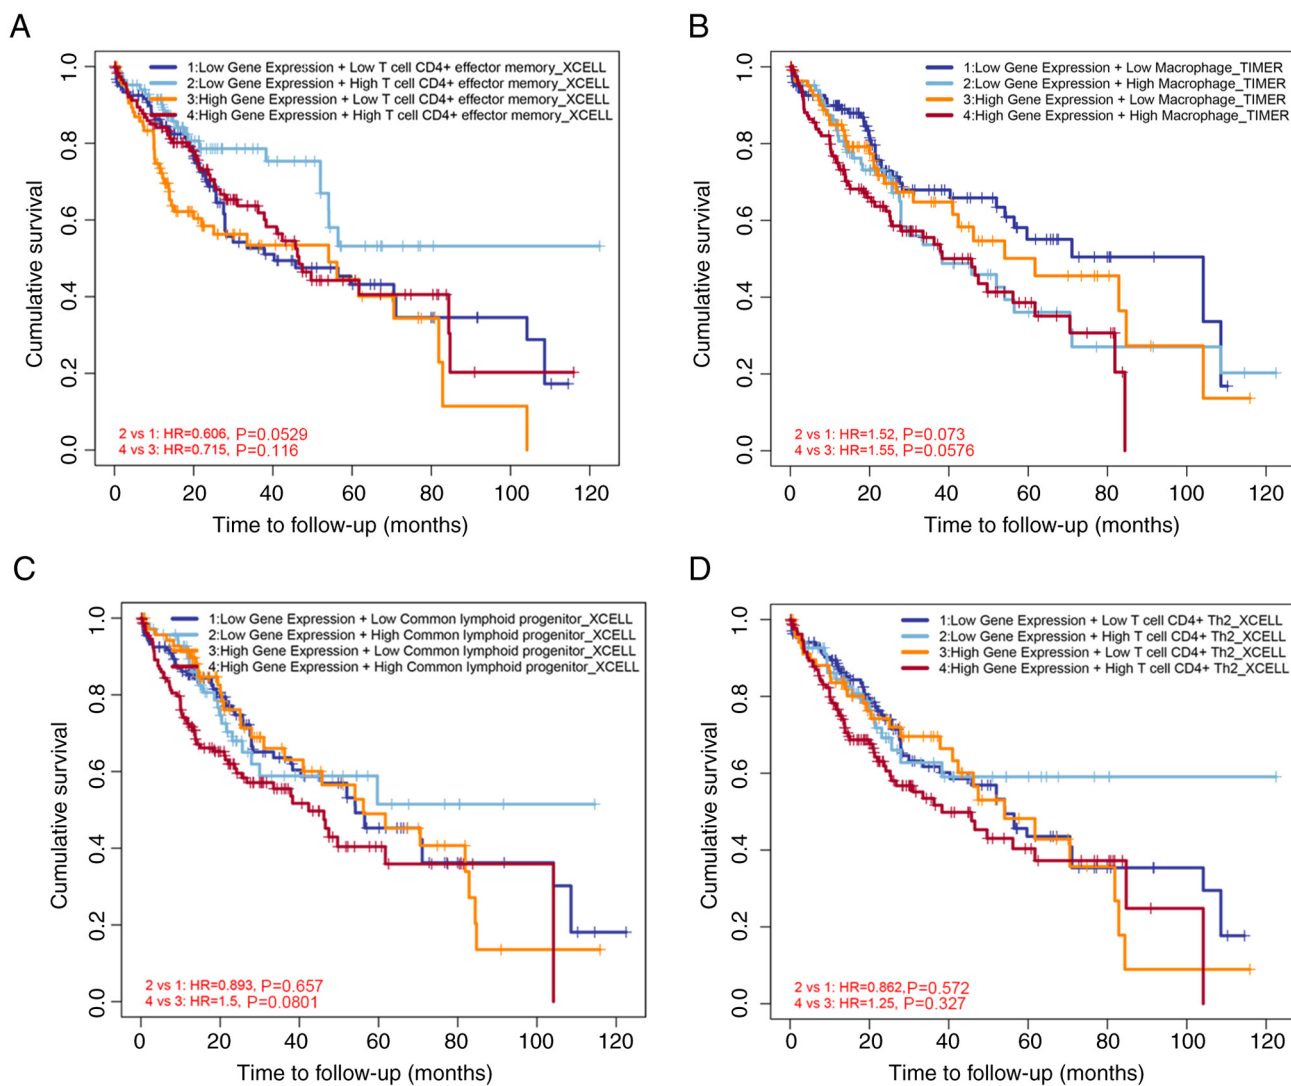 A
1:Low Gene Expression + Low T cell CD4+ effector memory_XCELL
2:Low Gene Expression + High T cell CD4+ effector memory_XCELL
3:High Gene Expression + Low T cell CD4+ effector memory_XCELL
4:High Gene Expression + High T cell CD4+ effector memory_XCELL
Cumulative survival
1.0
0.8
0.6
0.4
0.2
0.0
2 vs 1: HR=0.606, P=0.0529
4 vs 3: HR=0.715, P=0.116
0 20 40 60 80 100 120
Time to follow-up (months)
B
1:Low Gene Expression + Low Macrophage_TIMER
2:Low Gene Expression + High Macrophage_TIMER
3:High Gene Expression + Low Macrophage_TIMER
4:High Gene Expression + High Macrophage_TIMER
Cumulative survival
1.0
0.8
0.6
0.4
0.2
0.0
2 vs 1: HR=1.52, P=0.073
4 vs 3: HR=1.55, P=0.0576
0 20 40 60 80 100 120
Time to follow-up (months)
C
1:Low Gene Expression + Low Common lymphoid progenitor_XCELL
2:Low Gene Expression + High Common lymphoid progenitor_XCELL
3:High Gene Expression + Low Common lymphoid progenitor_XCELL
4:High Gene Expression + High Common lymphoid progenitor_XCELL
Cumulative survival
1.0
0.8
0.6
0.4
0.2
0.0
2 vs 1: HR=0.893, P=0.657
4 vs 3: HR=1.5, P=0.0801
0 20 40 60 80 100 120
Time to follow-up (months)
D
1:Low Gene Expression + Low T cell CD4+ Th2_XCELL
2:Low Gene Expression + High T cell CD4+ Th2_XCELL
3:High Gene Expression + Low T cell CD4+ Th2_XCELL
4:High Gene Expression + High T cell CD4+ Th2_XCELL
Cumulative survival
1.0
0.8
0.6
0.4
0.2
0.0
2 vs 1: HR=0.862,P=0.572
4 vs 3: HR=1.25, P=0.327
0 20 40 60 80 100 120
Time to follow-up (months)